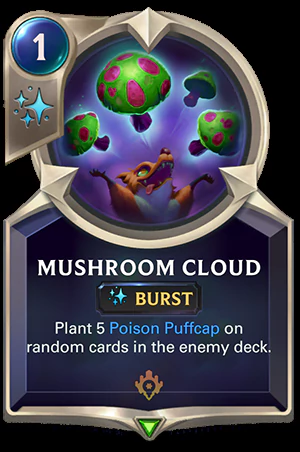 1
MUSHROOM CLOUD
BURST
Plant 5 Poison Puffcap on
random cards in the enemy deck.